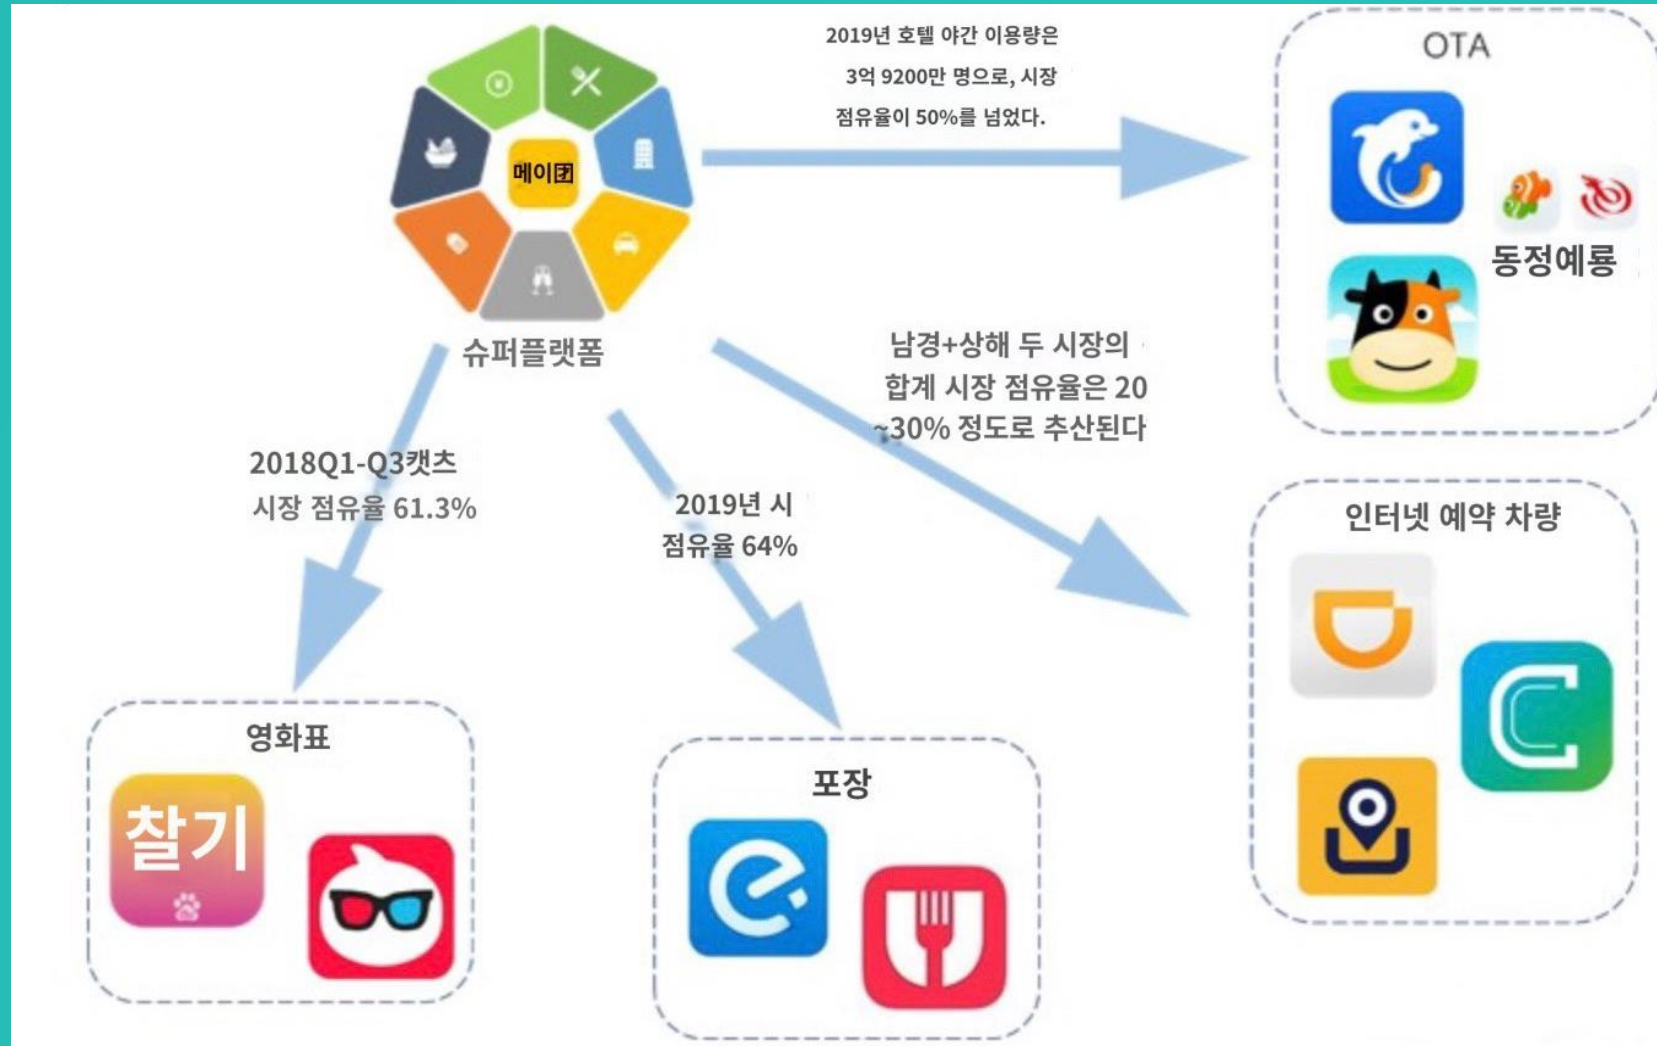 2019년 호텔 야간 이용량은
3억 9200만 명으로, 시장
점유율이 50%를 넘었다.
OTA
메이团
동정예룡
슈퍼플랫폼
남경+상해 두 시장의
합계 시장 점유율은 20
~30% 정도로 추산된다
2018Q1-Q3캣츠
시장 점유율 61.3%
2019년 시
점유율 64%
인터넷 예약 차량
영화표
찰기
포장